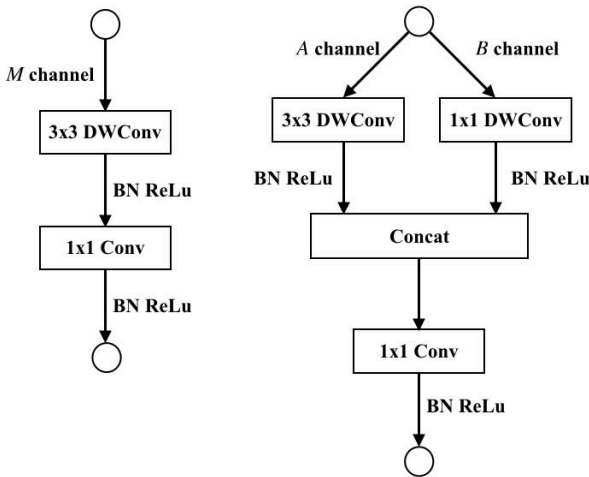 M channel
3x3 DWConv
BN ReLu
1x1 Conv
BN ReLu
A channel
B channel
3x3 DWConv
1x1 DWConv
BN ReLu
BN ReLu
Concat
1x1 Conv
BN ReLu